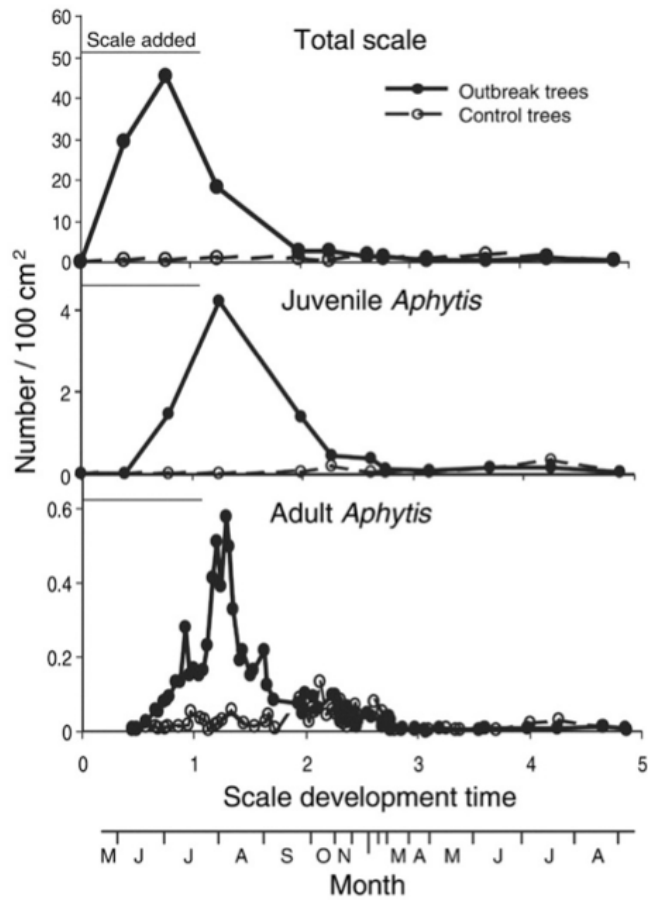 60
Scale added
Total scale
50
Outbreak trees
40
Control trees
30
20
10
0
Number / 100 cm²
Juvenile Aphytis
4
2
0
Adult Aphytis
0.6
0.4
0.2
0
0 1 2 3 4 5
Scale development time
M J J A S O N M A M J J A
Month